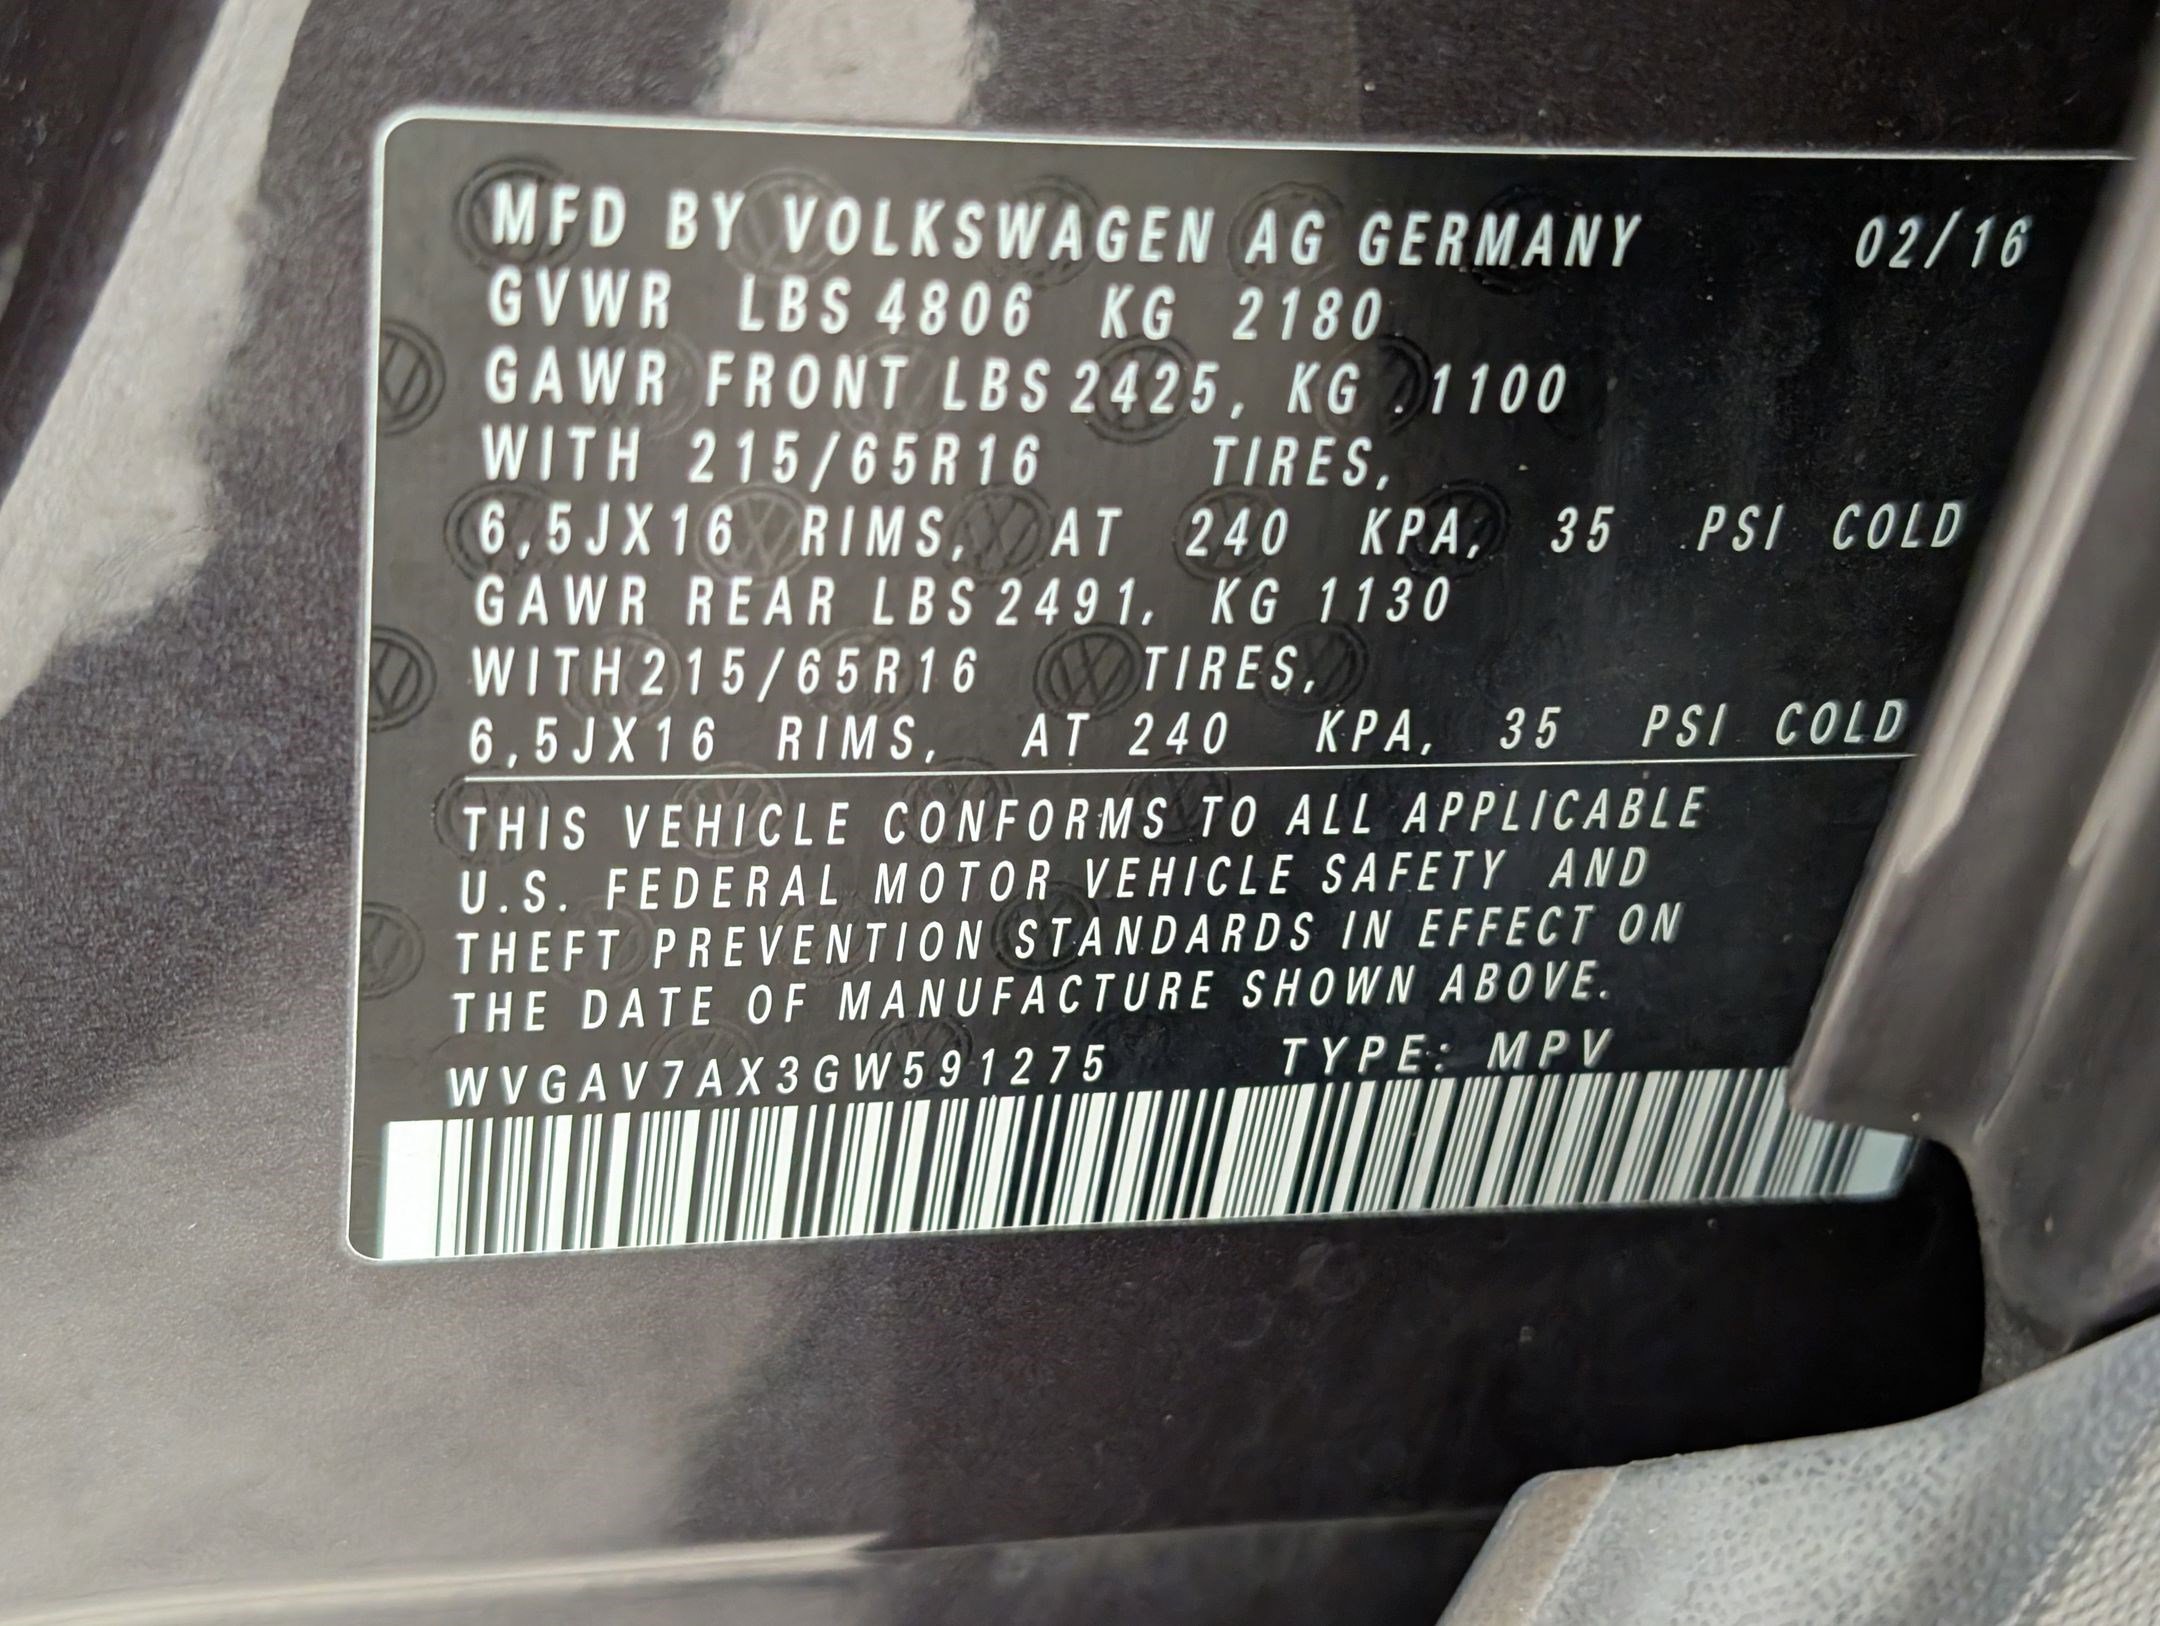 MFD BY VOLKSWAGEN AG GERMANY 02/16
GVWR LBS 4806 KG 2180
GAWR FRONT LBS 2425, KG 1100
WITH 215/65R16 TIRES,
6,5JX16 RIMS, AT 240 KPA, 35 PSI COLD
GAWR REAR LBS 2491, KG 1130
WITH 215/65R16 TIRES,
6,5JX16 RIMS, AT 240 KPA, 35 PSI COLD
THIS VEHICLE CONFORMS TO ALL APPLICABLE
U.S. FEDERAL MOTOR VEHICLE SAFETY AND
THEFT PREVENTION STANDARDS IN EFFECT ON
THE DATE OF MANUFACTURE SHOWN ABOVE.
WVGAV7AX3GW591275 TYPE: MPV